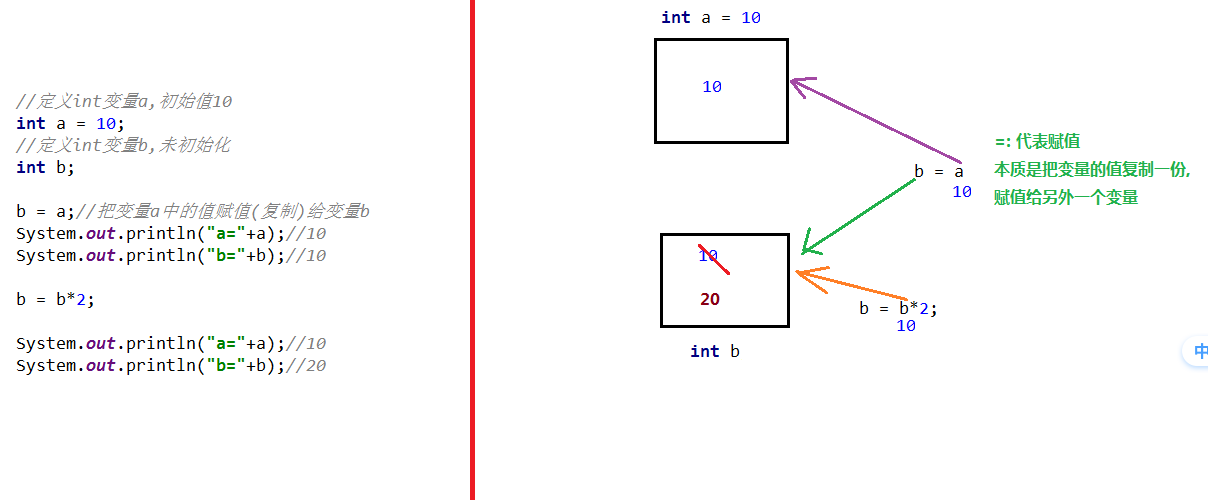 //定义int变量a,初始值10
int a = 10;
//定义int变量b,未初始化
int b;
b = a;//把变量a中的值赋值(复制)给变量b
System.out.println("a="+a);//10
System.out.println("b="+b);//10
b = b*2;
System.out.println("a="+a);//10
System.out.println("b="+b);//20
int a = 10
10
=: 代表赋值
本质是把变量的值复制一份,
赋值给另外一个变量
b = a
10
10
20
b = b*2;
10
int b
中